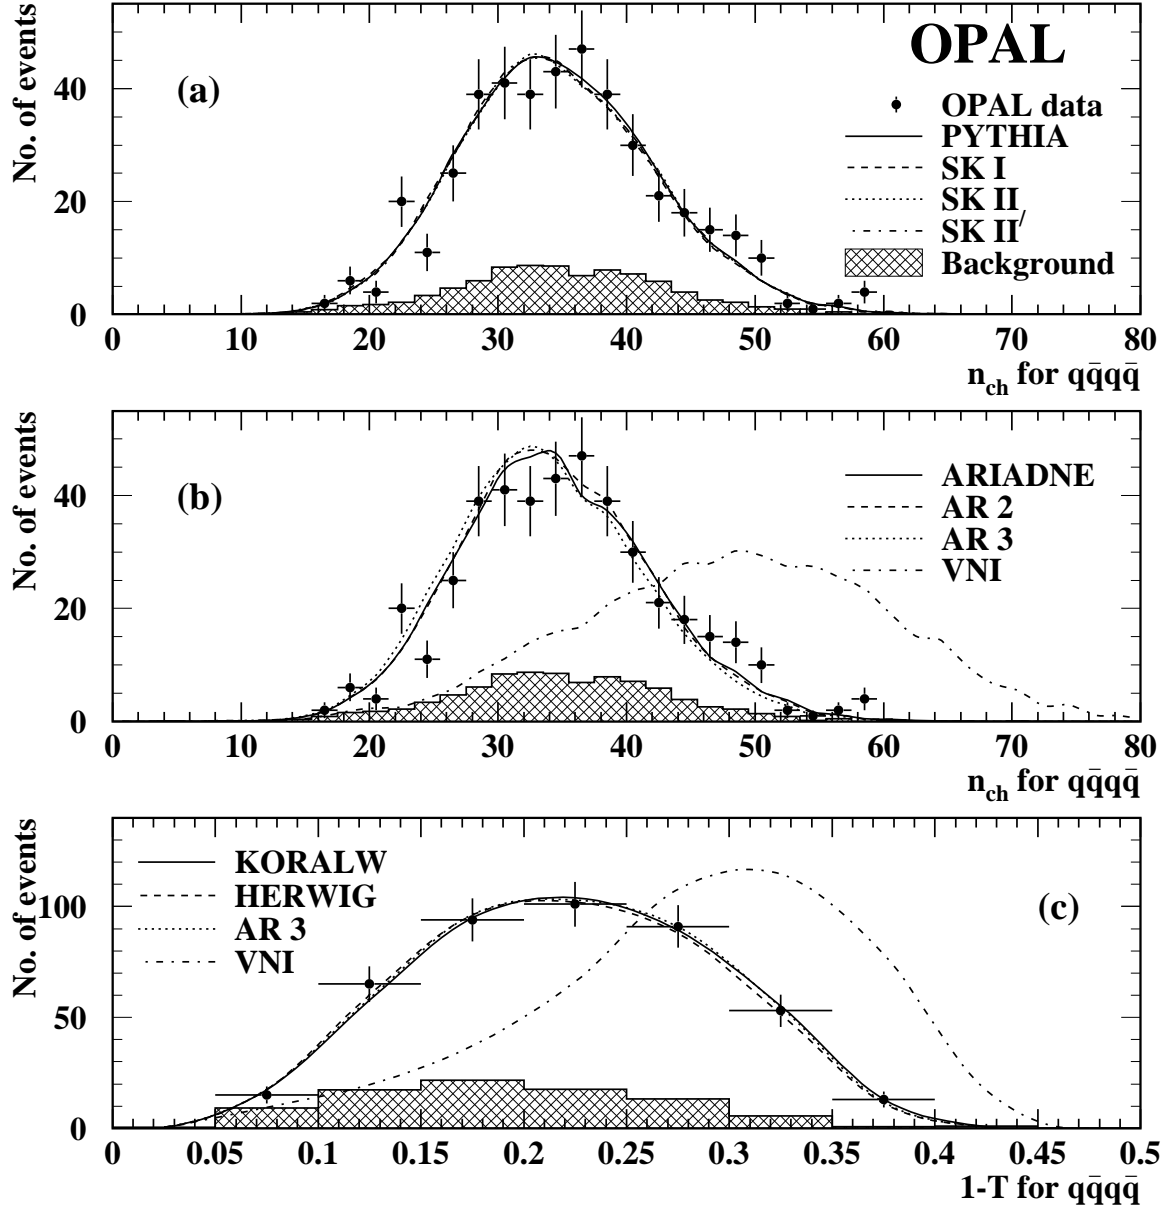 OPAL
(a)
No. of events
OPAL data
PYTHIA
SK I
SK II
SK II′
Background
40
20
0
0 10 20 30 40 50 60 70 80
n_ch for qq̄qq̄
(b)
No. of events
ARIADNE
AR 2
AR 3
VNI
40
20
0
0 10 20 30 40 50 60 70 80
n_ch for qq̄qq̄
(c)
No. of events
KORALW
HERWIG
AR 3
VNI
100
50
0
0 0.05 0.1 0.15 0.2 0.25 0.3 0.35 0.4 0.45 0.5
1-T for qq̄qq̄